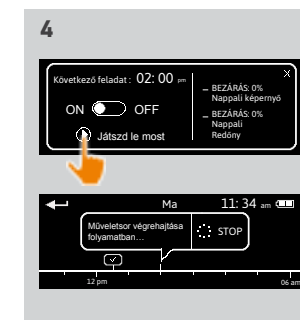 4
Következő feladat : 02: 00 pm
X
ON OFF
Játszd le most
– BEZÁRÁS: 0%
Nappali képernyő
– BEZÁRÁS: 0%
Nappali
Redőny
Ma 11: 34 am
Műveletsor végrehajtása
folyamatban...
STOP
12 pm 06 am